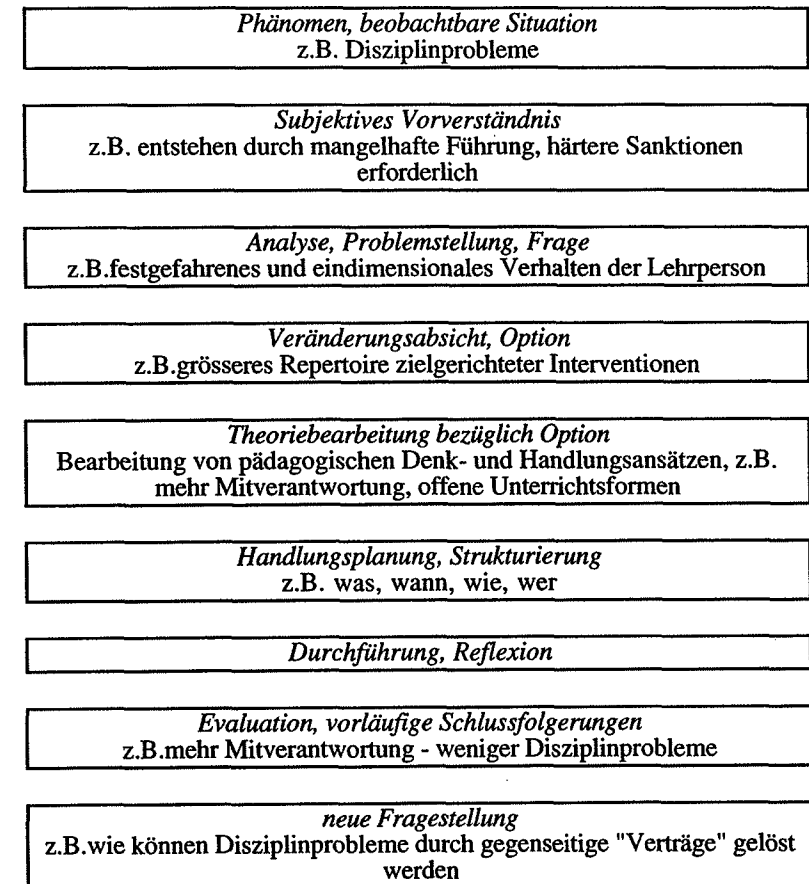 Phänomen, beobachtbare Situation
z.B. Disziplinprobleme
Subjektives Vorverständnis
z.B. entstehen durch mangelhafte Führung, härtere Sanktionen
erforderlich
Analyse, Problemstellung, Frage
z.B.festgefahrenes und eindimensionales Verhalten der Lehrperson
Veränderungsabsicht, Option
z.B.grösseres Repertoire zielgerichteter Interventionen
Theoriebearbeitung bezüglich Option
Bearbeitung von pädagogischen Denk- und Handlungsansätzen, z.B.
mehr Mitverantwortung, offene Unterrichtsformen
Handlungsplanung, Strukturierung
z.B. was, wann, wie, wer
Durchführung, Reflexion
Evaluation, vorläufige Schlussfolgerungen
z.B.mehr Mitverantwortung - weniger Disziplinprobleme
neue Fragestellung
z.B.wie können Disziplinprobleme durch gegenseitige "Verträge" gelöst
werden